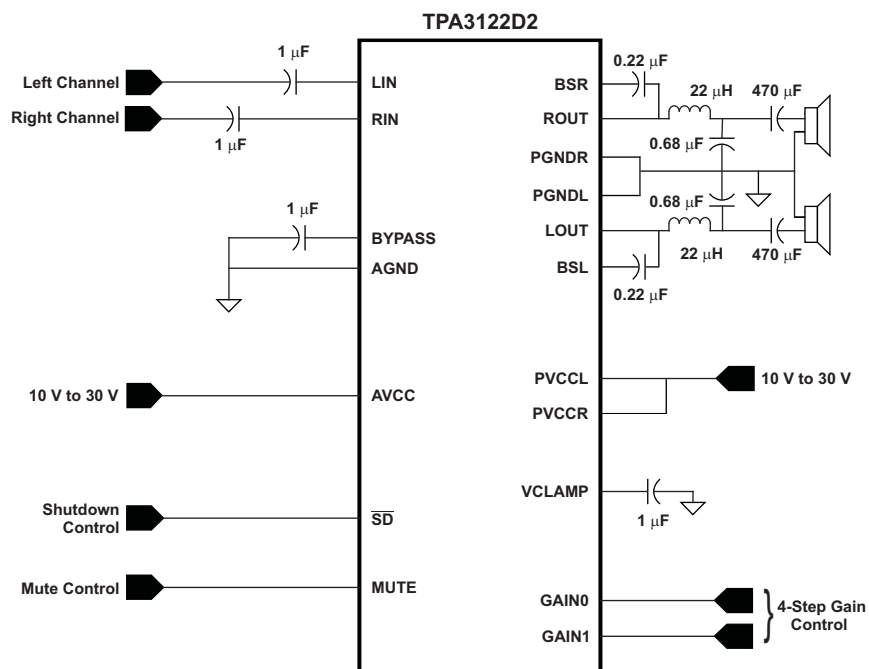 TPA3122D2
1 μF
Left Channel
LIN
Right Channel
RIN
1 μF
1 μF
BYPASS
AGND
10 V to 30 V
AVCC
Shutdown
Control
SD
Mute Control
MUTE
0.22 μF
BSR
22 μH
470 μF
ROUT
0.68 μF
PGNDR
PGNDL
0.68 μF
LOUT
22 μH
470 μF
BSL
0.22 μF
PVCCL
10 V to 30 V
PVCCR
VCLAMP
1 μF
GAIN0
4-Step Gain
Control
GAIN1